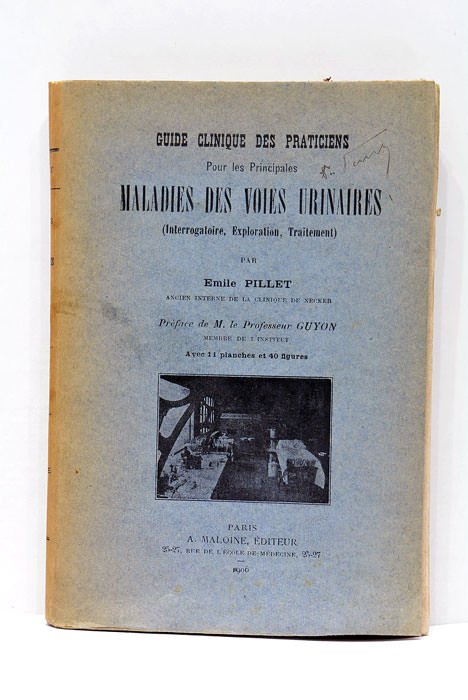 GUIDE CLINIQUE DES PRATICIENS
Pour les Principales
MALADIES DES VOIES URINAIRES
(Interrogatoire, Exploration, Traitement)
PAR
Emile PILLET
ANCIEN INTERNE DE LA CLINIQUE DE NECKER
Préface de M. le Professeur GUYON
MEMBRE DE L'INSTITUT
Avec 11 planches et 40 figures
PARIS
A. MALOINE, ÉDITEUR
25-27, RUE DE L'ÉCOLE-DE-MÉDECINE, 25-27
1906